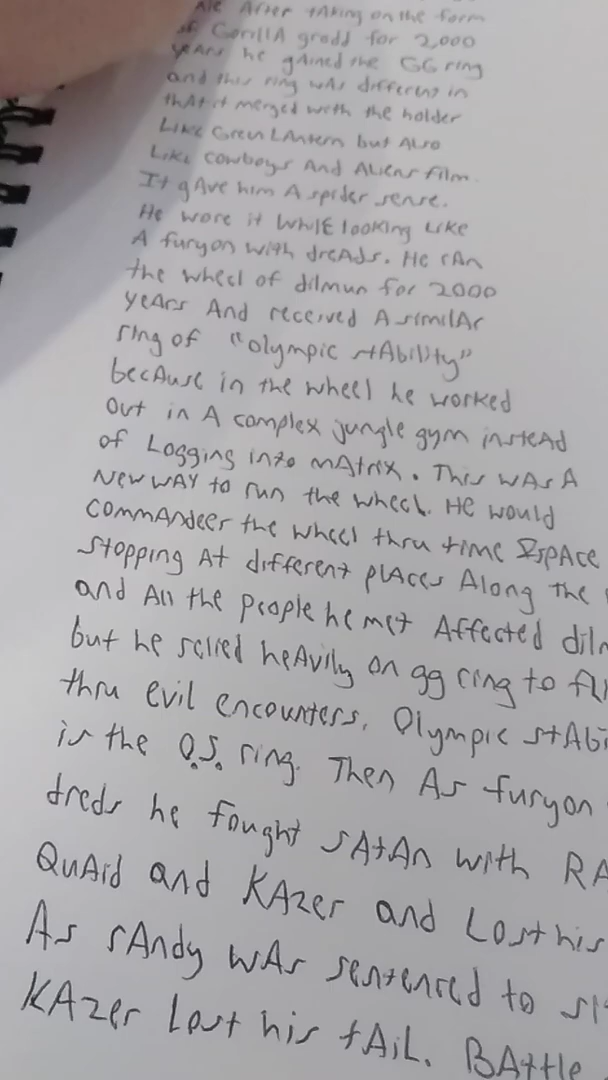 After taking on the form
of Gorilla grodd for 2,000
years he gained the GG ring
and this ring was different in
that it merged with the holder
Like Green Lantern but Also
Like cowboys And Aliens film.
It gave him A spider sense.
He wore it while looking like
A furyon with dreads. He ran
the wheel of dilmun for 2000
years And received A similar
ring of "olympic stability"
because in the wheel he worked
out in A complex jungle gym instead
of Logging into matrix. This was A
New way to run the wheel. He would
commandeer the wheel thru time & space
stopping At different places Along the
and All the people he met Affected
but he relied heavily on gg ring to
thru evil encounters. Olympic
is the O.S. ring. Then As furyon
dreds he fought satan with
Quaid and Kazer and Lost his
As randy was sentenced to
Kazer Lost his tail. Battle